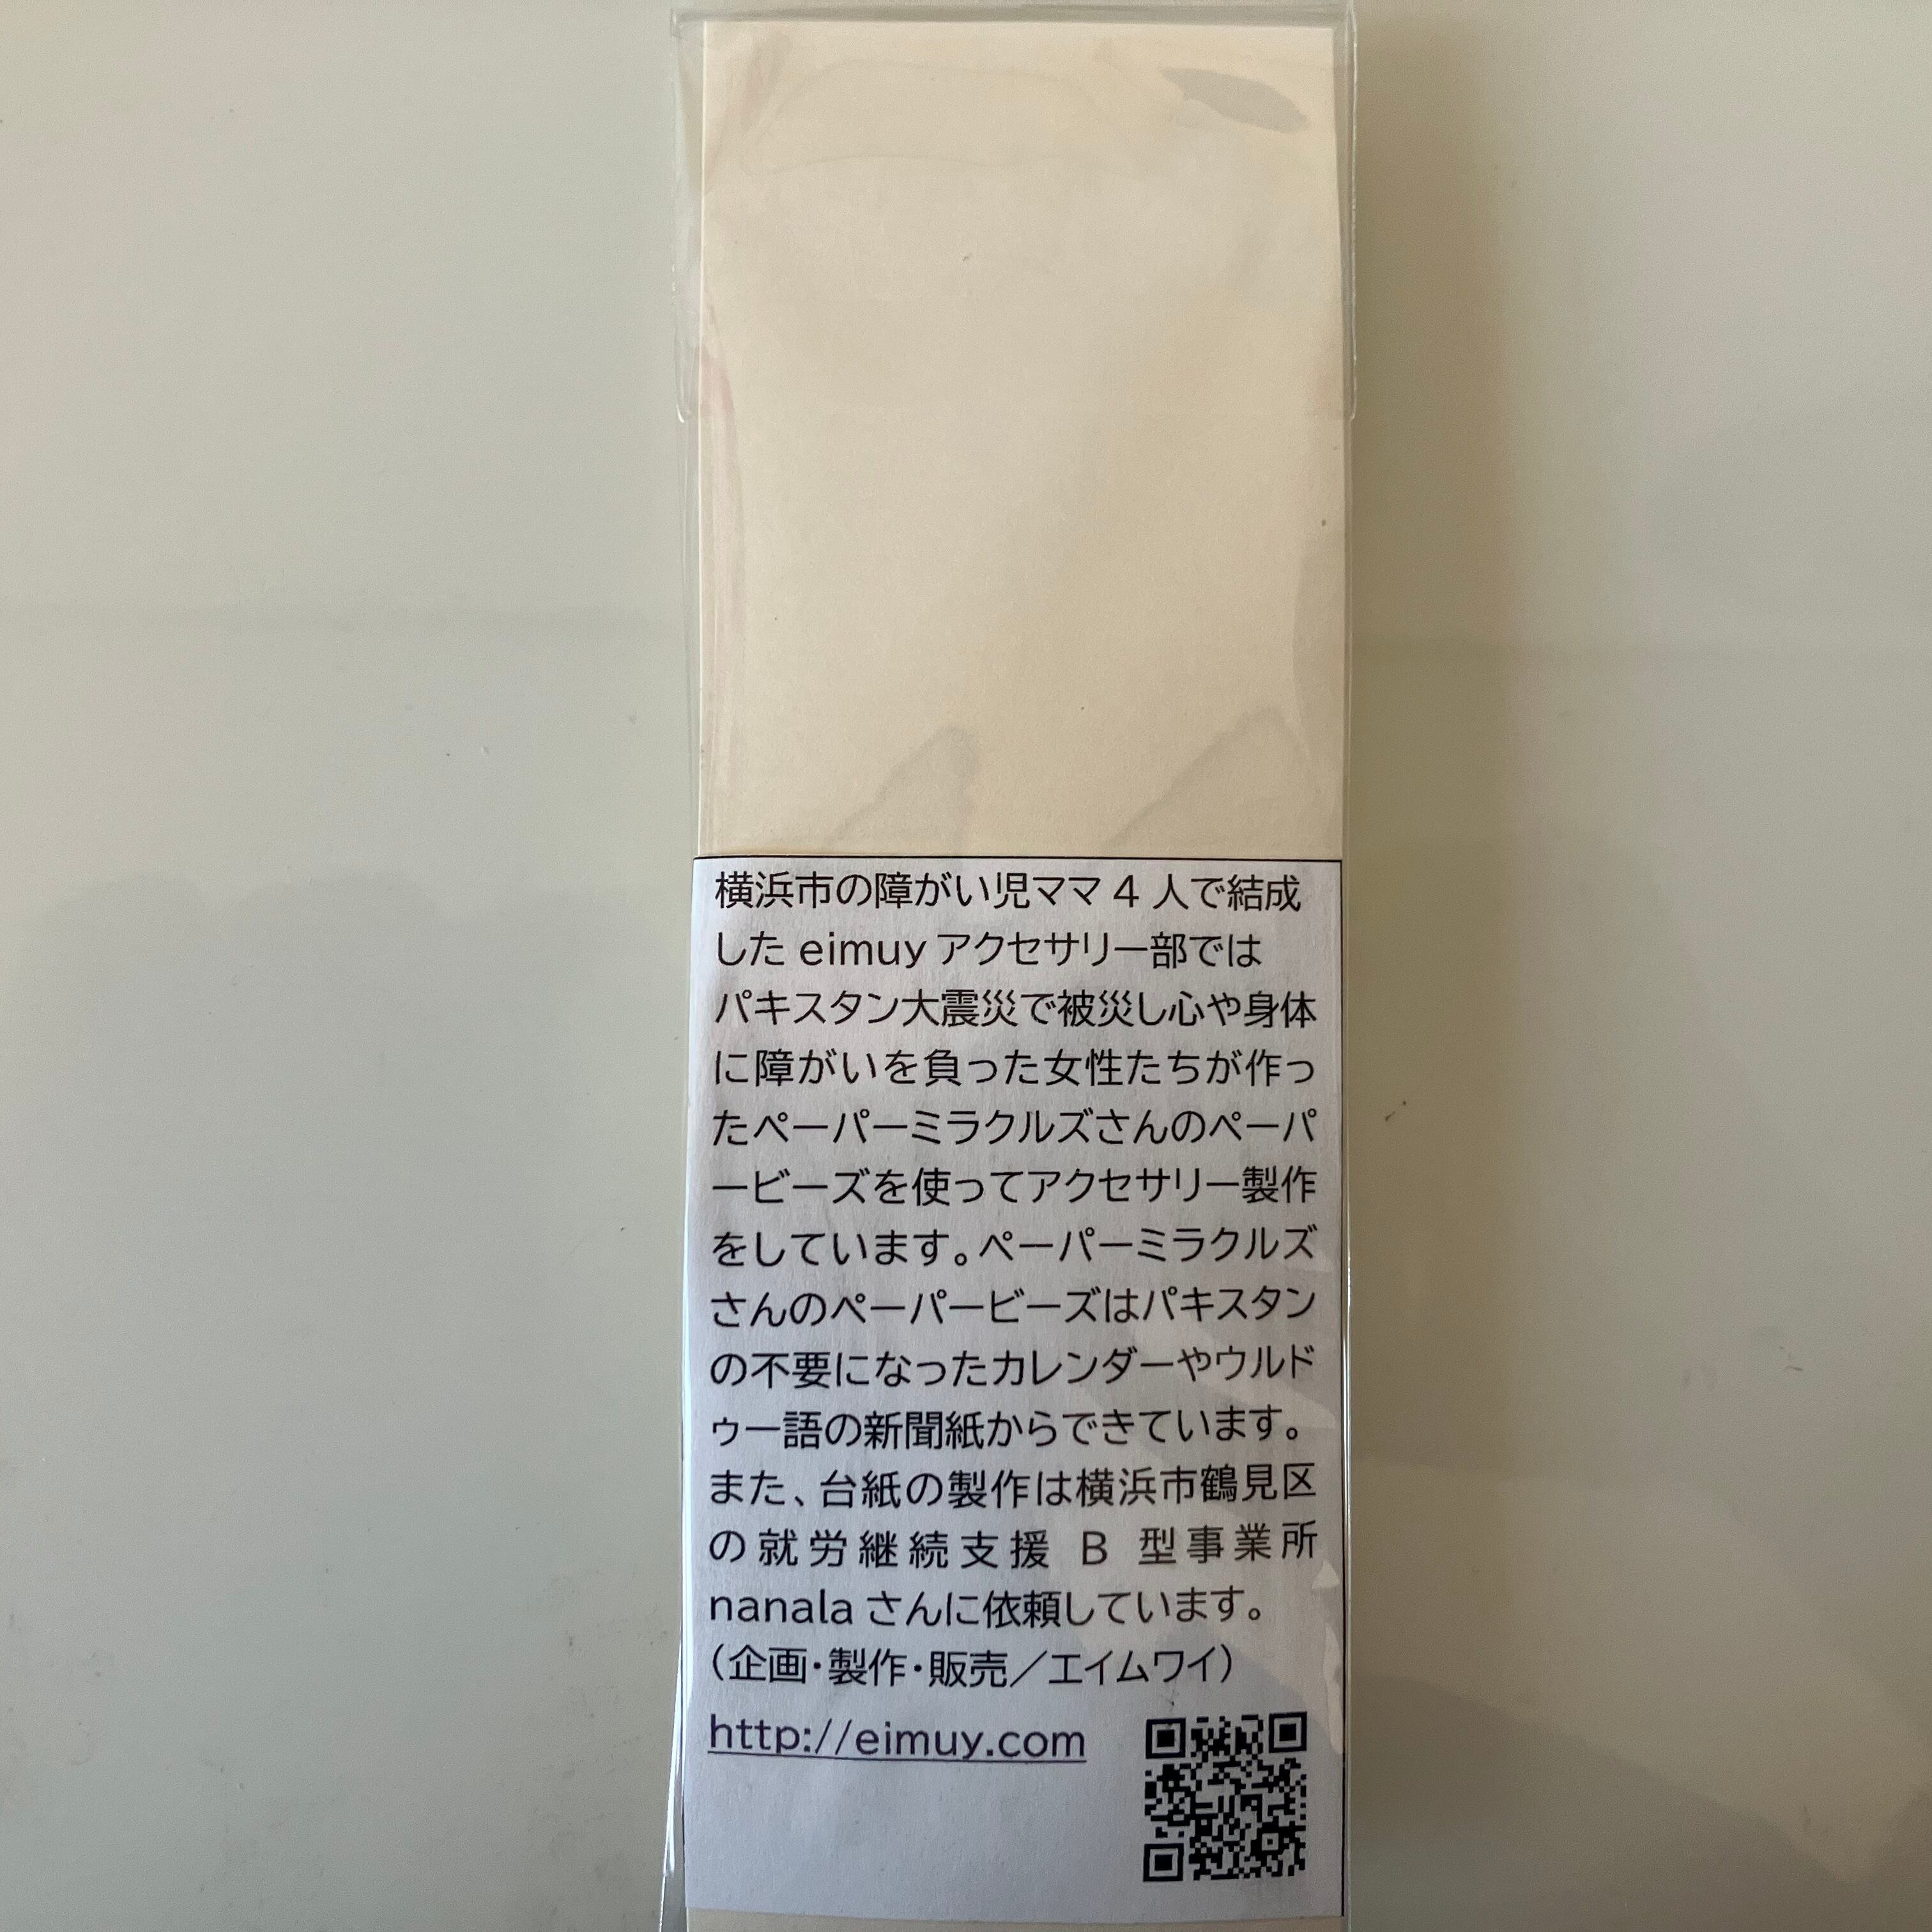 横浜市の障がい児ママ 4 人で結成
した eimuy アクセサリー部では
パキスタン大震災で被災し心や身体
に障がいを負った女性たちが作っ
たペーパーミラクルズさんのペーパ
ービーズを使ってアクセサリー製作
をしています。ペーパーミラクルズ
さんのペーパービーズはパキスタン
の不要になったカレンダーやウルド
ゥー語の新聞紙からできています。
また、台紙の製作は横浜市鶴見区
の就労継続支援 B 型事業所
nanala さんに依頼しています。
（企画・製作・販売／エイムワイ）
http://eimuy.com